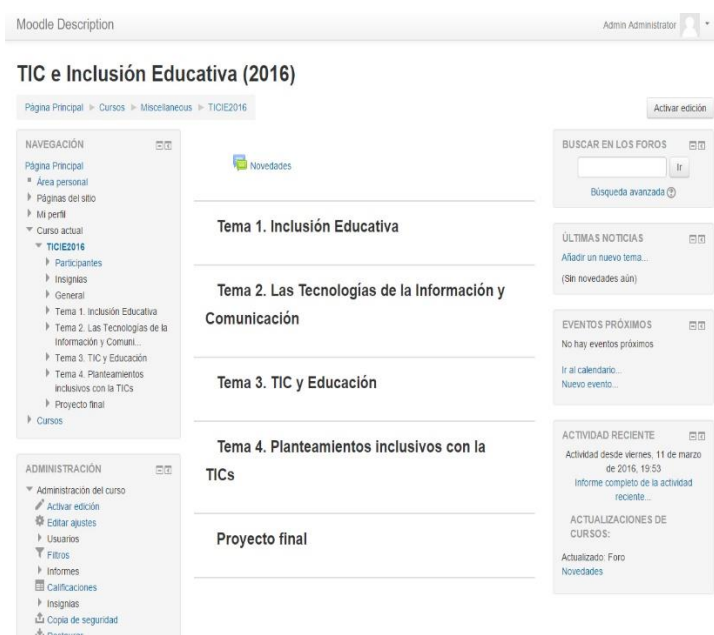 Moodle Description
Admin Administrator
TIC e Inclusión Educativa (2016)
Página Principal ▶ Cursos ▶ Miscellaneous ▶ TICIE2016
Activar edición
NAVEGACIÓN
Página Principal
Área personal
Páginas del sitio
Mi perfil
Curso actual
TICIE2016
Participantes
Insignias
General
Tema 1. Inclusión Educativa
Tema 2. Las Tecnologías de la
Información y Comuni...
Tema 3. TIC y Educación
Tema 4. Planteamientos
inclusivos con la TICs
Proyecto final
Cursos
ADMINISTRACIÓN
Administración del curso
Activar edición
Editar ajustes
Usuarios
Filtros
Informes
Calificaciones
Insignias
Copia de seguridad
Novedades
Tema 1. Inclusión Educativa
Tema 2. Las Tecnologías de la Información y
Comunicación
Tema 3. TIC y Educación
Tema 4. Planteamientos inclusivos con la
TICs
Proyecto final
BUSCAR EN LOS FOROS
Ir
Búsqueda avanzada
ÚLTIMAS NOTICIAS
Añadir un nuevo tema...
(Sin novedades aún)
EVENTOS PRÓXIMOS
No hay eventos próximos
Ir al calendario...
Nuevo evento...
ACTIVIDAD RECIENTE
Actividad desde viernes, 11 de marzo
de 2016, 19:53
Informe completo de la actividad
reciente...
ACTUALIZACIONES DE
CURSOS:
Actualizado: Foro
Novedades